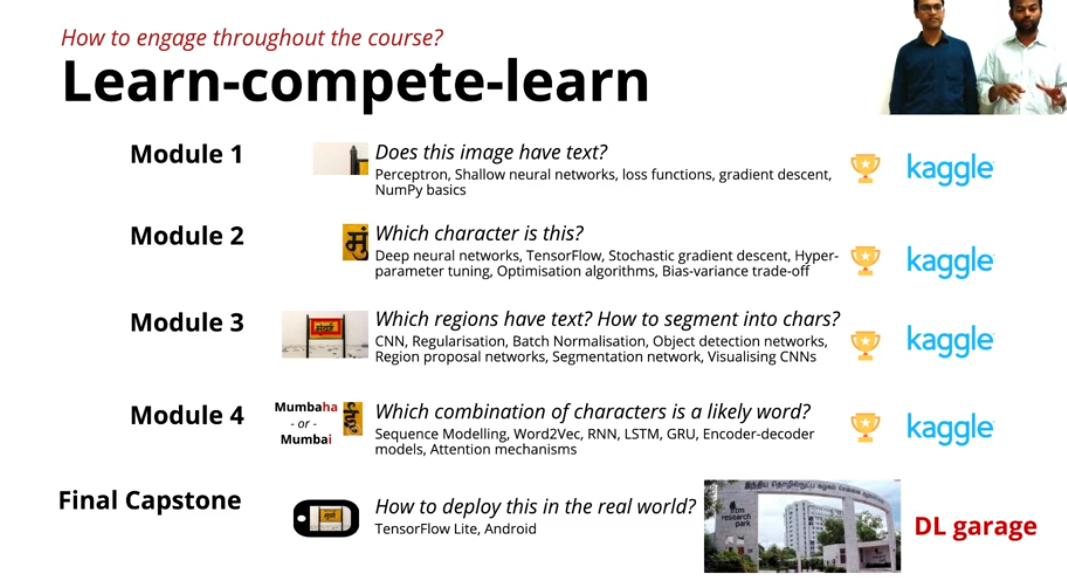 How to engage throughout the course?
Learn-compete-learn
Module 1
Does this image have text?
Perceptron, Shallow neural networks, loss functions, gradient descent,
NumPy basics
kaggle
Module 2
मुं
Which character is this?
Deep neural networks, TensorFlow, Stochastic gradient descent, Hyper-
parameter tuning, Optimisation algorithms, Bias-variance trade-off
kaggle
Module 3
Which regions have text? How to segment into chars?
CNN, Regularisation, Batch Normalisation, Object detection networks,
Region proposal networks, Segmentation network, Visualising CNNs
kaggle
Module 4
Mumbaha
- or -
Mumbai
Which combination of characters is a likely word?
Sequence Modelling, Word2Vec, RNN, LSTM, GRU, Encoder-decoder
models, Attention mechanisms
kaggle
Final Capstone
How to deploy this in the real world?
TensorFlow Lite, Android
research
park
DL garage